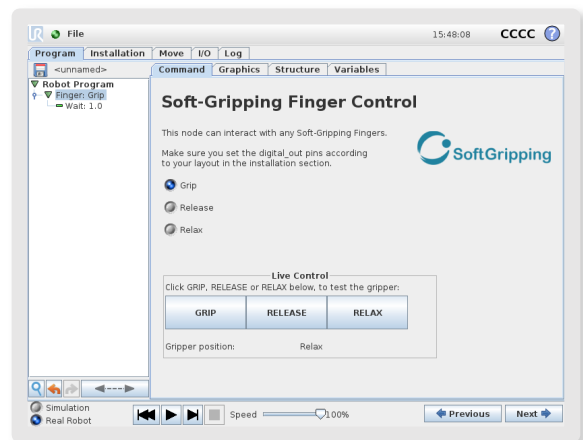 File
15:48:08
CCCC
?
Program
Installation
Move
I/O
Log
<unnamed>
Command
Graphics
Structure
Variables
Robot Program
Finger: Grip
Wait: 1.0
Soft-Gripping Finger Control
This node can interact with any Soft-Gripping Fingers.
Make sure you set the digital_out pins according
to your layout in the installation section.
SoftGripping
Grip
Release
Relax
Live Control
Click GRIP, RELEASE or RELAX below, to test the gripper:
GRIP
RELEASE
RELAX
Gripper position:
Relax
Simulation
Real Robot
Speed
100%
Previous
Next